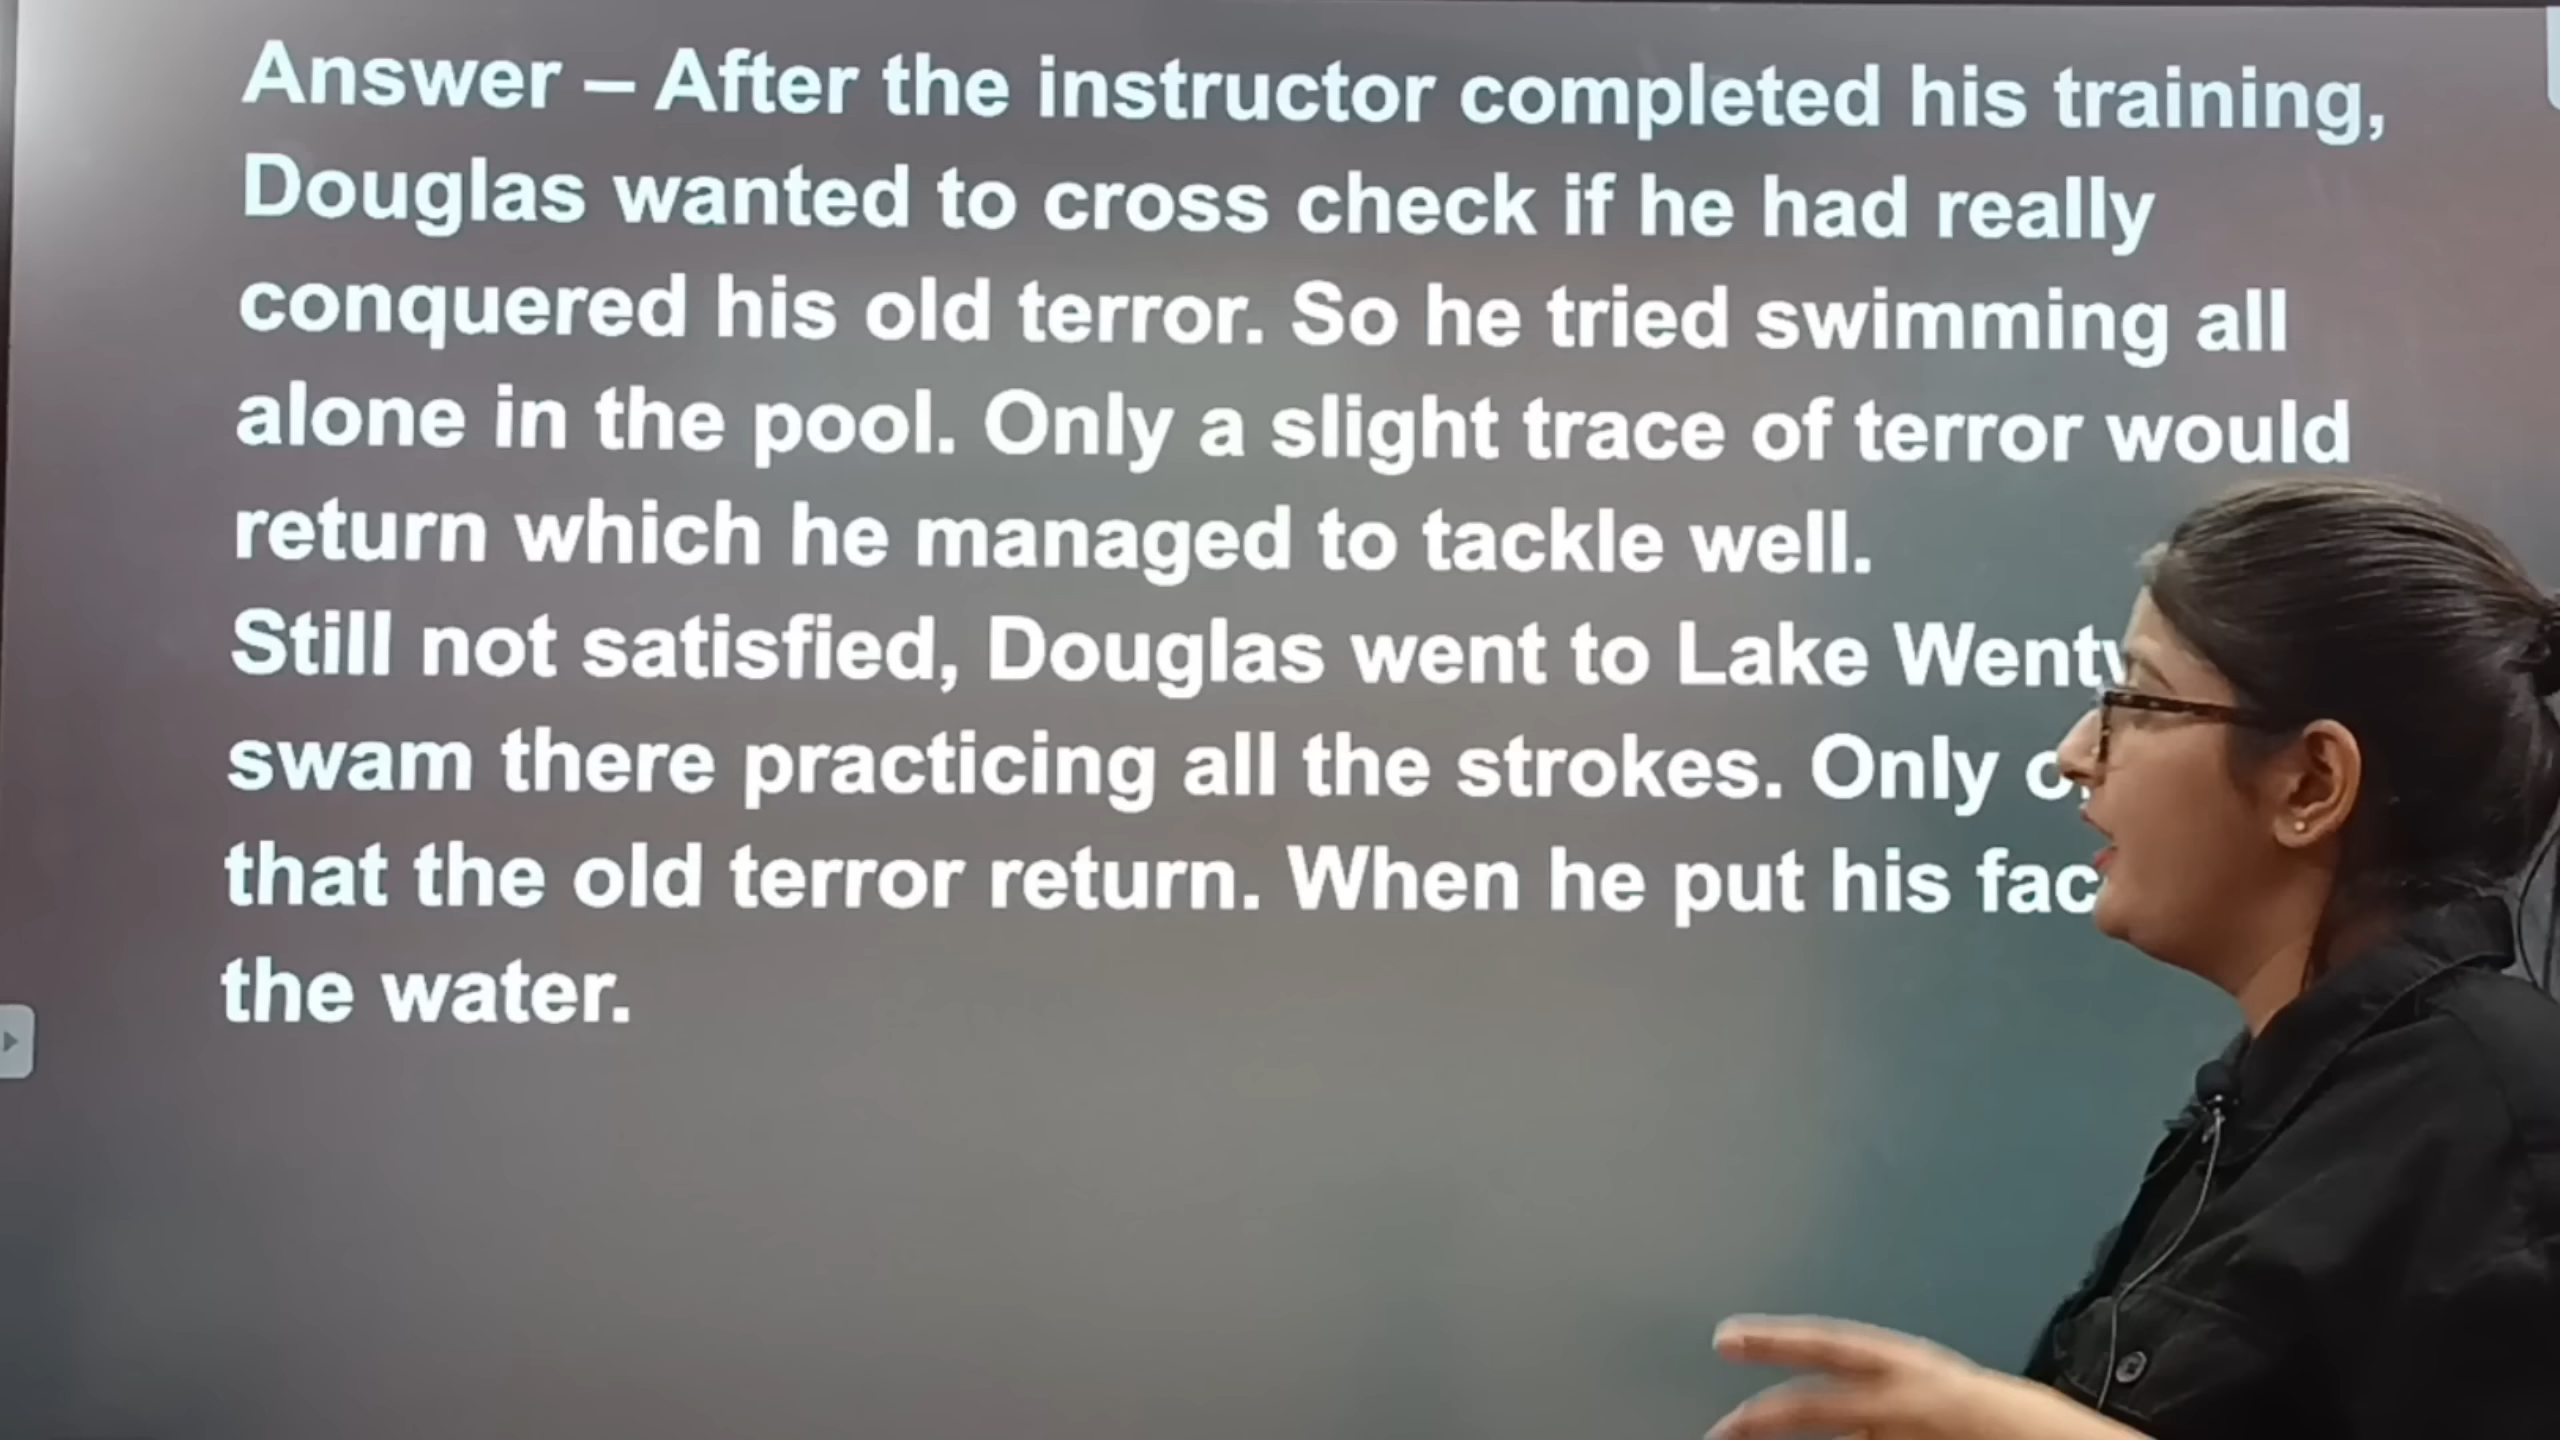 Answer – After the instructor completed his training,
Douglas wanted to cross check if he had really
conquered his old terror. So he tried swimming all
alone in the pool. Only a slight trace of terror would
return which he managed to tackle well.
Still not satisfied, Douglas went to Lake
swam there practicing all the strokes. Only
that the old terror return. When he put his
the water.